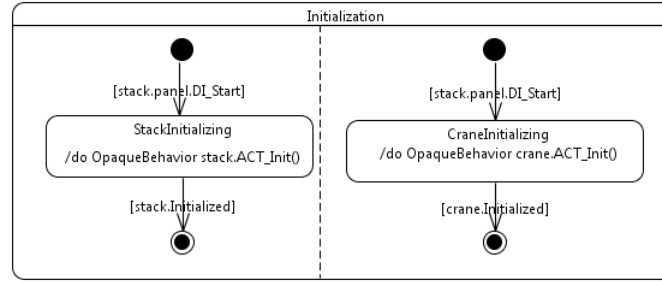 Initialization
[stack.panel.DI_Start]
StackInitializing
/do OpaqueBehavior stack.ACT_Init()
[stack.Initialized]
[stack.panel.DI_Start]
CraneInitializing
/do OpaqueBehavior crane.ACT_Init()
[crane.Initialized]